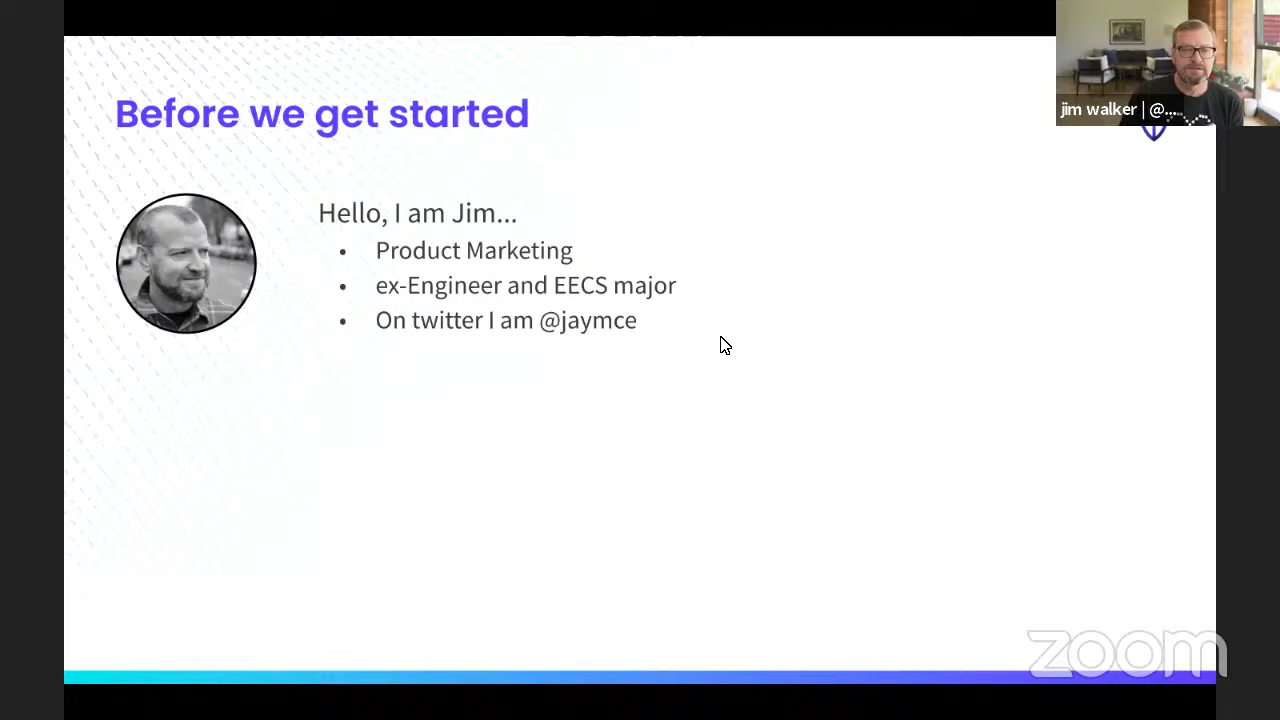 Before we get started
jim walker | @...
Hello, I am Jim...
• Product Marketing
• ex-Engineer and EECS major
• On twitter I am @jaymce
zoom